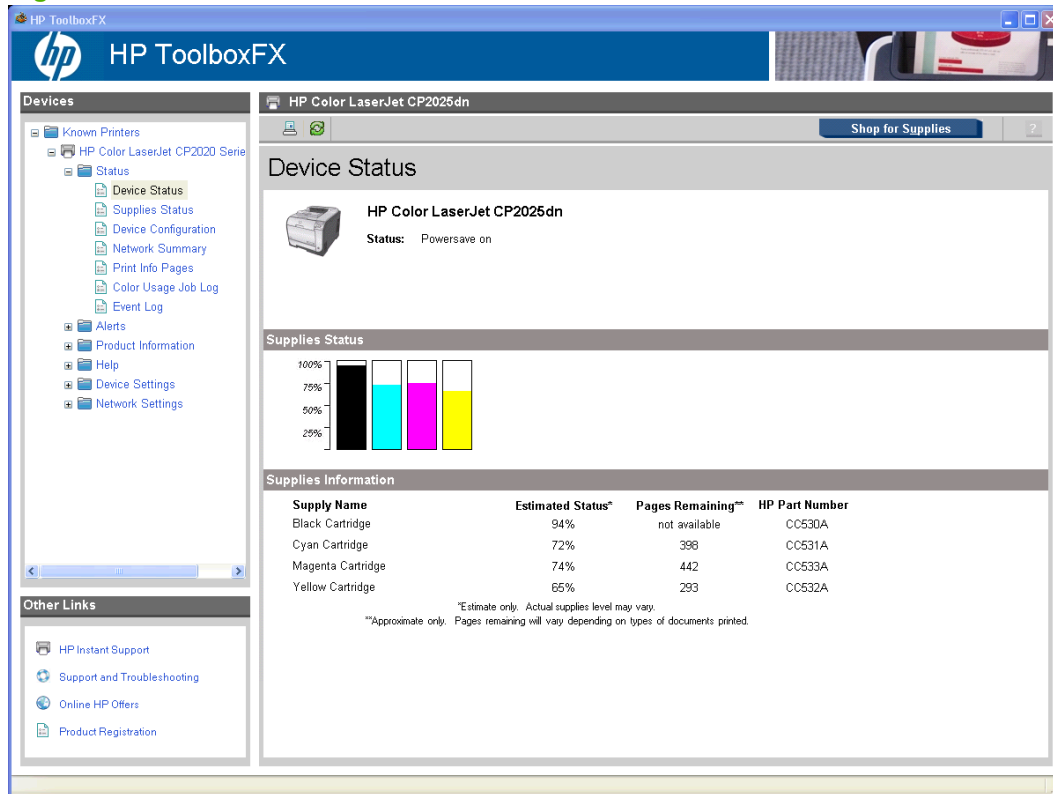 HP ToolboxFX
hp
HP ToolboxFX
Devices
Known Printers
HP Color LaserJet CP2020 Serie
Status
Device Status
Supplies Status
Device Configuration
Network Summary
Print Info Pages
Color Usage Job Log
Event Log
Alerts
Product Information
Help
Device Settings
Network Settings
Other Links
HP Instant Support
Support and Troubleshooting
Online HP Offers
Product Registration
HP Color LaserJet CP2025dn
Shop for Supplies
?
Device Status
HP Color LaserJet CP2025dn
Status: Powersave on
Supplies Status
100%
75%
50%
25%
Supplies Information
Supply Name Estimated Status* Pages Remaining** HP Part Number
Black Cartridge 94% not available CC530A
Cyan Cartridge 72% 398 CC531A
Magenta Cartridge 74% 442 CC533A
Yellow Cartridge 65% 293 CC532A
*Estimate only. Actual supplies level may vary.
**Approximate only. Pages remaining will vary depending on types of documents printed.